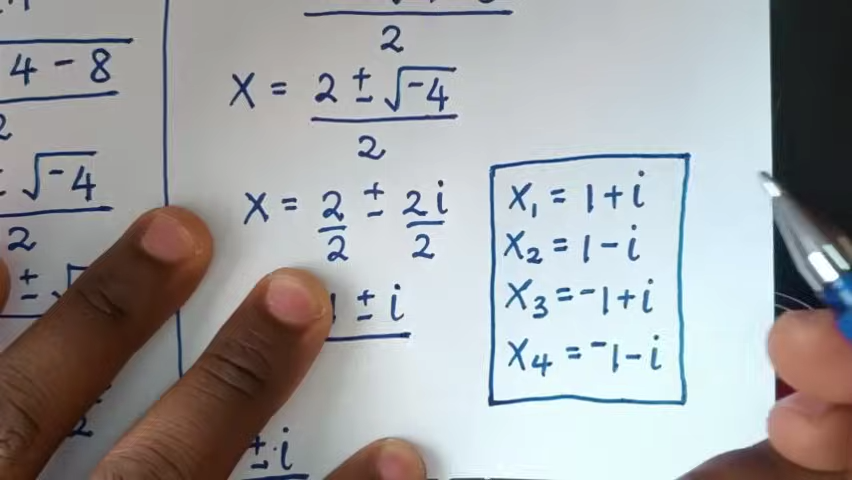 4 - 8
√-4
2
±
2
x = 2 ± √-4
2
x = 2/2 ± 2i/2
± i
± i
x₁ = 1 + i
x₂ = 1 - i
x₃ = -1 + i
x₄ = -1 - i